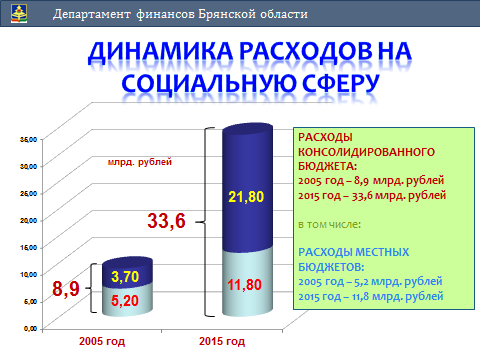 Департамент финансов Брянской области
ДИНАМИКА РАСХОДОВ НА
СОЦИАЛЬНУЮ СФЕРУ
млрд. рублей
35,00
30,00
25,00
20,00
15,00
10,00
5,00
0,00
8,9
3,70
5,20
33,6
21,80
11,80
2005 год
2015 год
РАСХОДЫ
КОНСОЛИДИРОВАННОГО
БЮДЖЕТА:
2005 год – 8,9 млрд. рублей
2015 год – 33,6 млрд. рублей
в том числе:
РАСХОДЫ МЕСТНЫХ
БЮДЖЕТОВ:
2005 год – 5,2 млрд. рублей
2015 год – 11,8 млрд. рублей